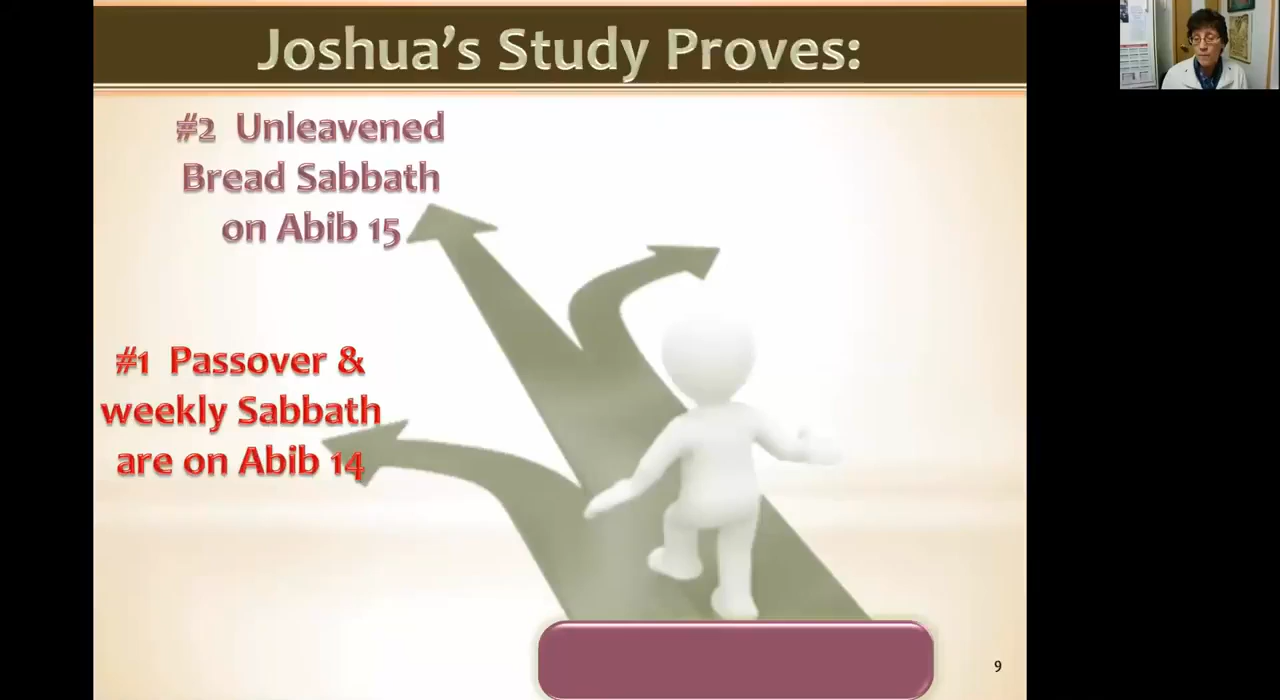 Joshua's Study Proves:
#2 Unleavened
Bread Sabbath
on Abib 15
#1 Passover &
weekly Sabbath
are on Abib 14
9